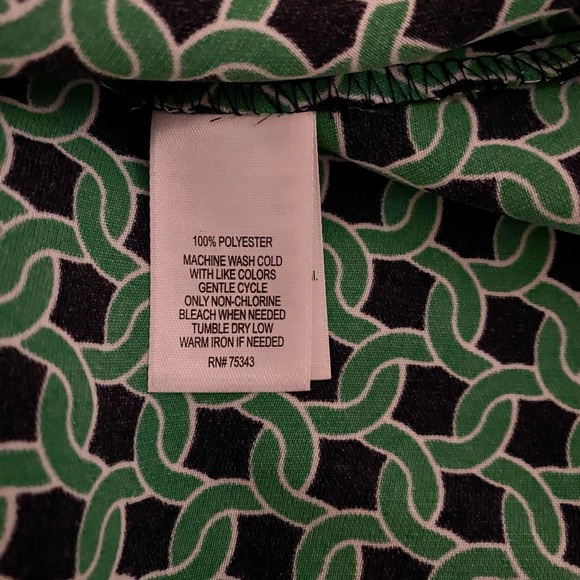 100% POLYESTER
MACHINE WASH COLD
WITH LIKE COLORS
GENTLE CYCLE
ONLY NON-CHLORINE
BLEACH WHEN NEEDED
TUMBLE DRY LOW
WARM IRON IF NEEDED
RN# 75343
M.